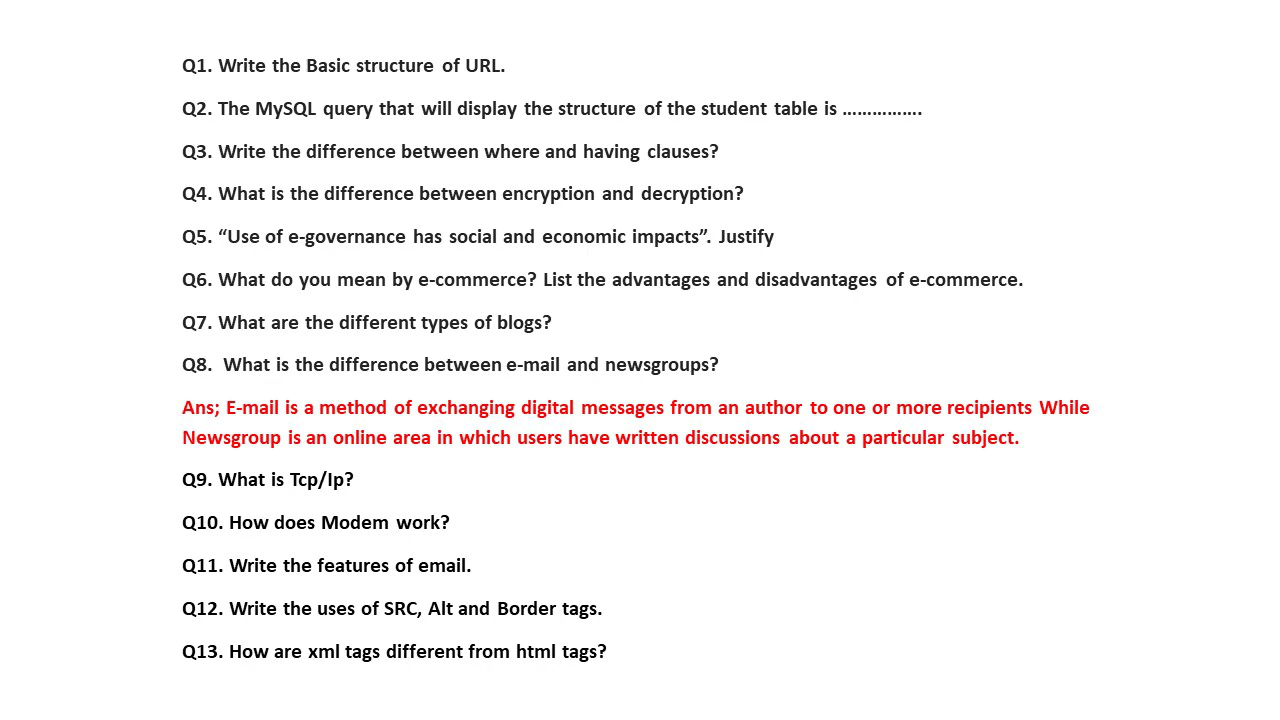 Q1. Write the Basic structure of URL.
Q2. The MySQL query that will display the structure of the student table is …………….
Q3. Write the difference between where and having clauses?
Q4. What is the difference between encryption and decryption?
Q5. “Use of e-governance has social and economic impacts”. Justify
Q6. What do you mean by e-commerce? List the advantages and disadvantages of e-commerce.
Q7. What are the different types of blogs?
Q8. What is the difference between e-mail and newsgroups?
Ans; E-mail is a method of exchanging digital messages from an author to one or more recipients While
Newsgroup is an online area in which users have written discussions about a particular subject.
Q9. What is Tcp/Ip?
Q10. How does Modem work?
Q11. Write the features of email.
Q12. Write the uses of SRC, Alt and Border tags.
Q13. How are xml tags different from html tags?